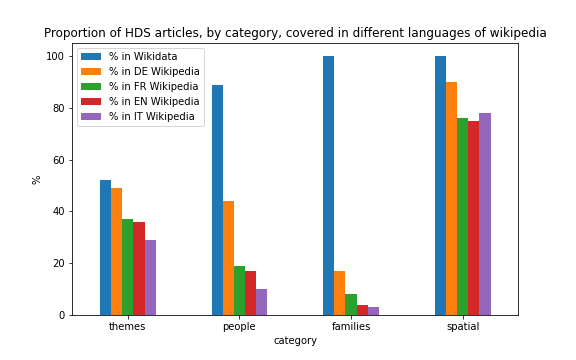 Proportion of HDS articles, by category, covered in different languages of wikipedia
% in Wikidata
% in DE Wikipedia
% in FR Wikipedia
% in EN Wikipedia
% in IT Wikipedia
100
80
60
40
20
0
%
themes people families spatial
category